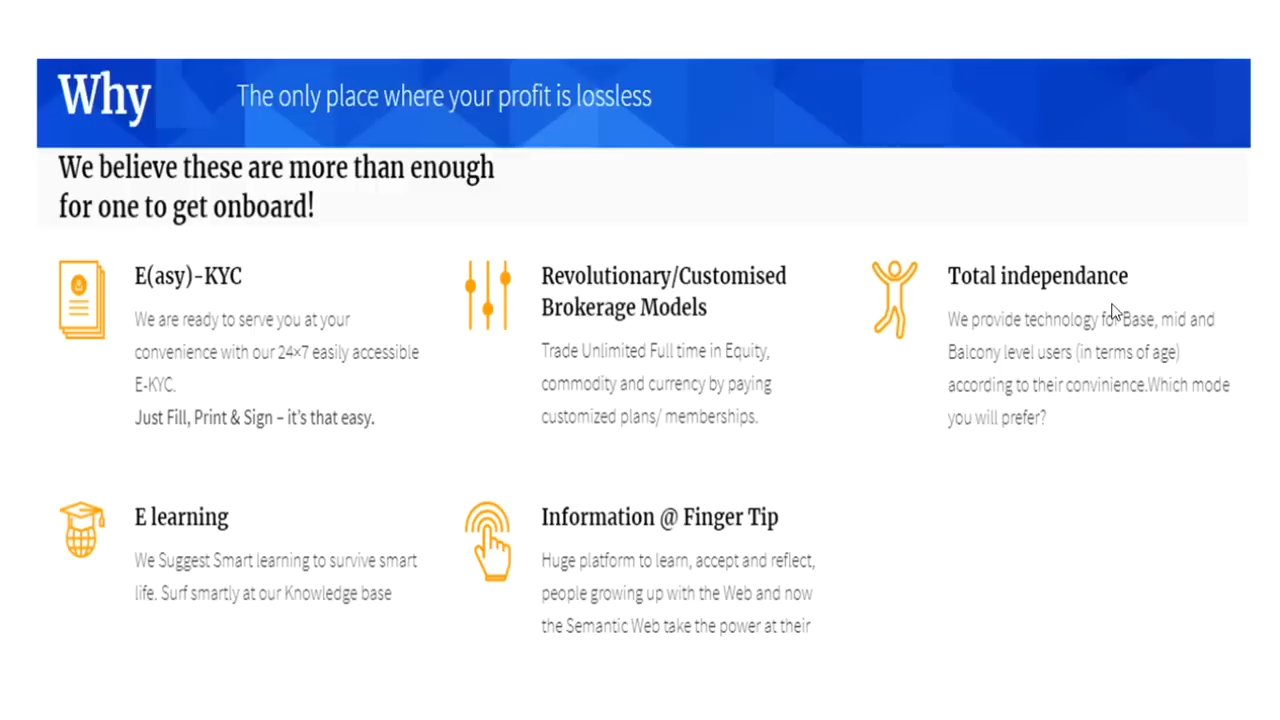 Why
The only place where your profit is lossless
We believe these are more than enough
for one to get onboard!
E(asy)-KYC
We are ready to serve you at your
convenience with our 24×7 easily accessible
E-KYC.
Just Fill, Print & Sign – it's that easy.
Revolutionary/Customised
Brokerage Models
Trade Unlimited Full time in Equity,
commodity and currency by paying
customized plans/ memberships.
Total independance
We provide technology for Base, mid and
Balcony level users (in terms of age)
according to their convinience.Which mode
you will prefer?
E learning
We Suggest Smart learning to survive smart
life. Surf smartly at our Knowledge base
Information @ Finger Tip
Huge platform to learn, accept and reflect,
people growing up with the Web and now
the Semantic Web take the power at their